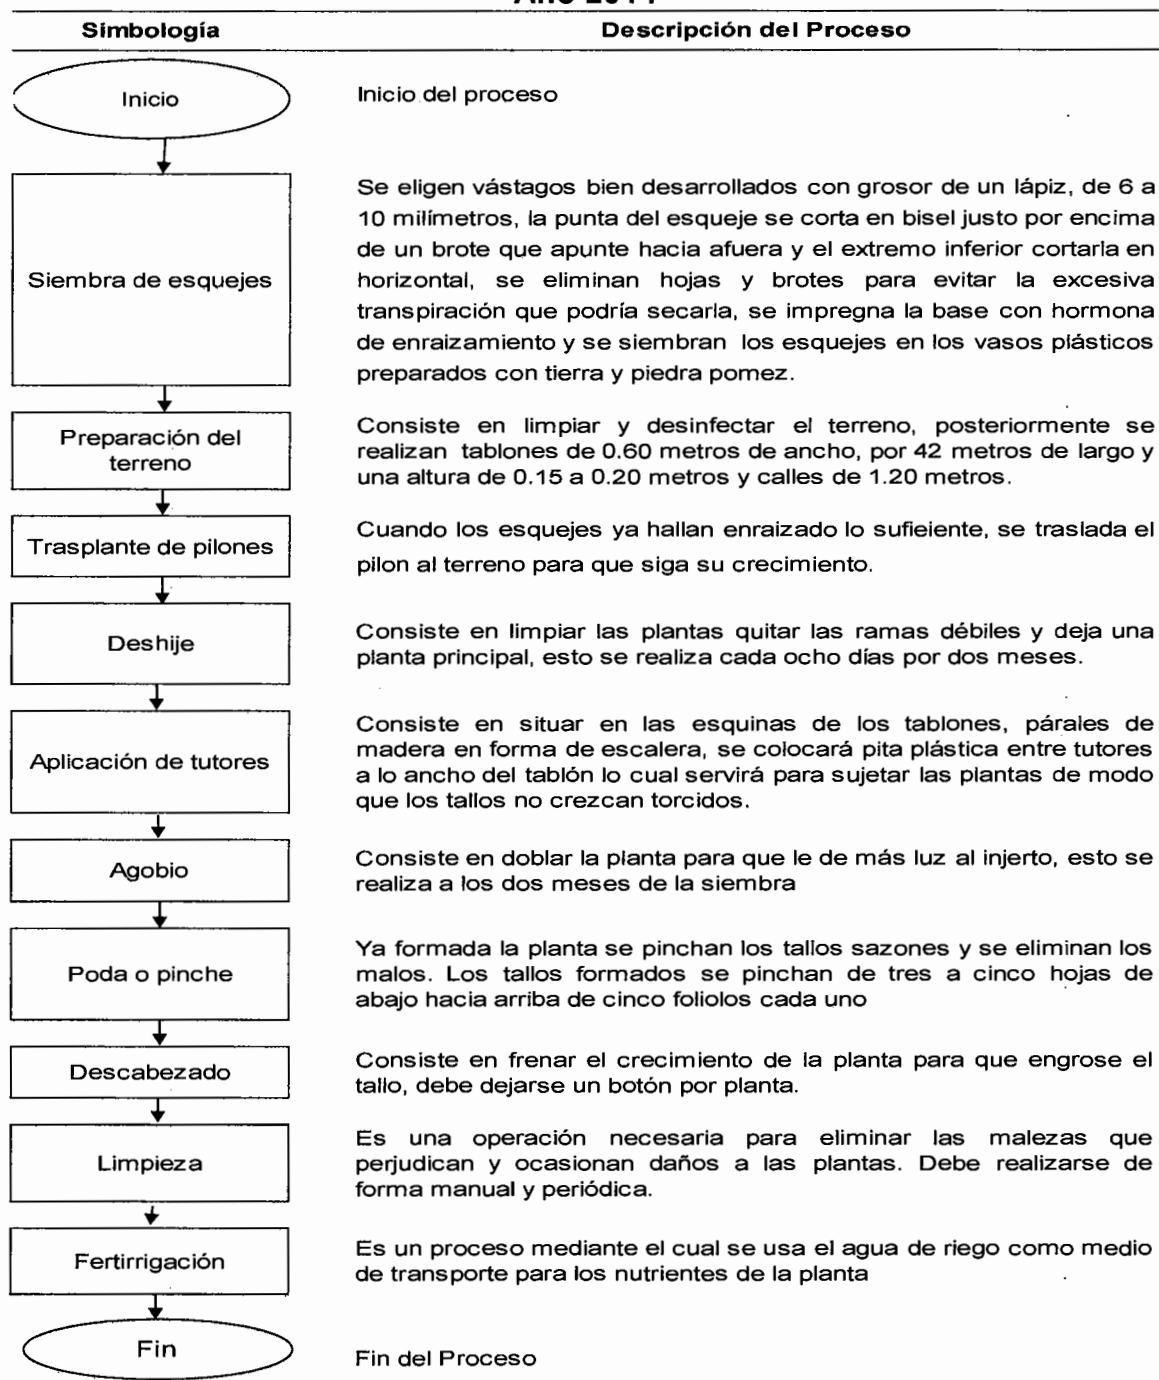 Simbología Descripción del Proceso
Inicio Inicio del proceso
Siembra de esquejes
Se eligen vástagos bien desarrollados con grosor de un lápiz, de 6 a
10 milímetros, la punta del esqueje se corta en bisel justo por encima
de un brote que apunte hacia afuera y el extremo inferior cortarla en
horizontal, se eliminan hojas y brotes para evitar la excesiva
transpiración que podría secarla, se impregna la base con hormona
de enraizamiento y se siembran los esquejes en los vasos plásticos
preparados con tierra y piedra pomez.
Preparación del
terreno
Consiste en limpiar y desinfectar el terreno, posteriormente se
realizan tablones de 0.60 metros de ancho, por 42 metros de largo y
una altura de 0.15 a 0.20 metros y calles de 1.20 metros.
Trasplante de pilones
Cuando los esquejes ya hallan enraizado lo sufieiente, se traslada el
pilon al terreno para que siga su crecimiento.
Deshije
Consiste en limpiar las plantas quitar las ramas débiles y deja una
planta principal, esto se realiza cada ocho días por dos meses.
Aplicación de tutores
Consiste en situar en las esquinas de los tablones, párales de
madera en forma de escalera, se colocará pita plástica entre tutores
a lo ancho del tablón lo cual servirá para sujetar las plantas de modo
que los tallos no crezcan torcidos.
Agobio
Consiste en doblar la planta para que le de más luz al injerto, esto se
realiza a los dos meses de la siembra
Poda o pinche
Ya formada la planta se pinchan los tallos sazones y se eliminan los
malos. Los tallos formados se pinchan de tres a cinco hojas de
abajo hacia arriba de cinco foliolos cada uno
Descabezado
Consiste en frenar el crecimiento de la planta para que engrose el
tallo, debe dejarse un botón por planta.
Limpieza
Es una operación necesaria para eliminar las malezas que
perjudican y ocasionan daños a las plantas. Debe realizarse de
forma manual y periódica.
Fertirrigación
Es un proceso mediante el cual se usa el agua de riego como medio
de transporte para los nutrientes de la planta
Fin
Fin del Proceso